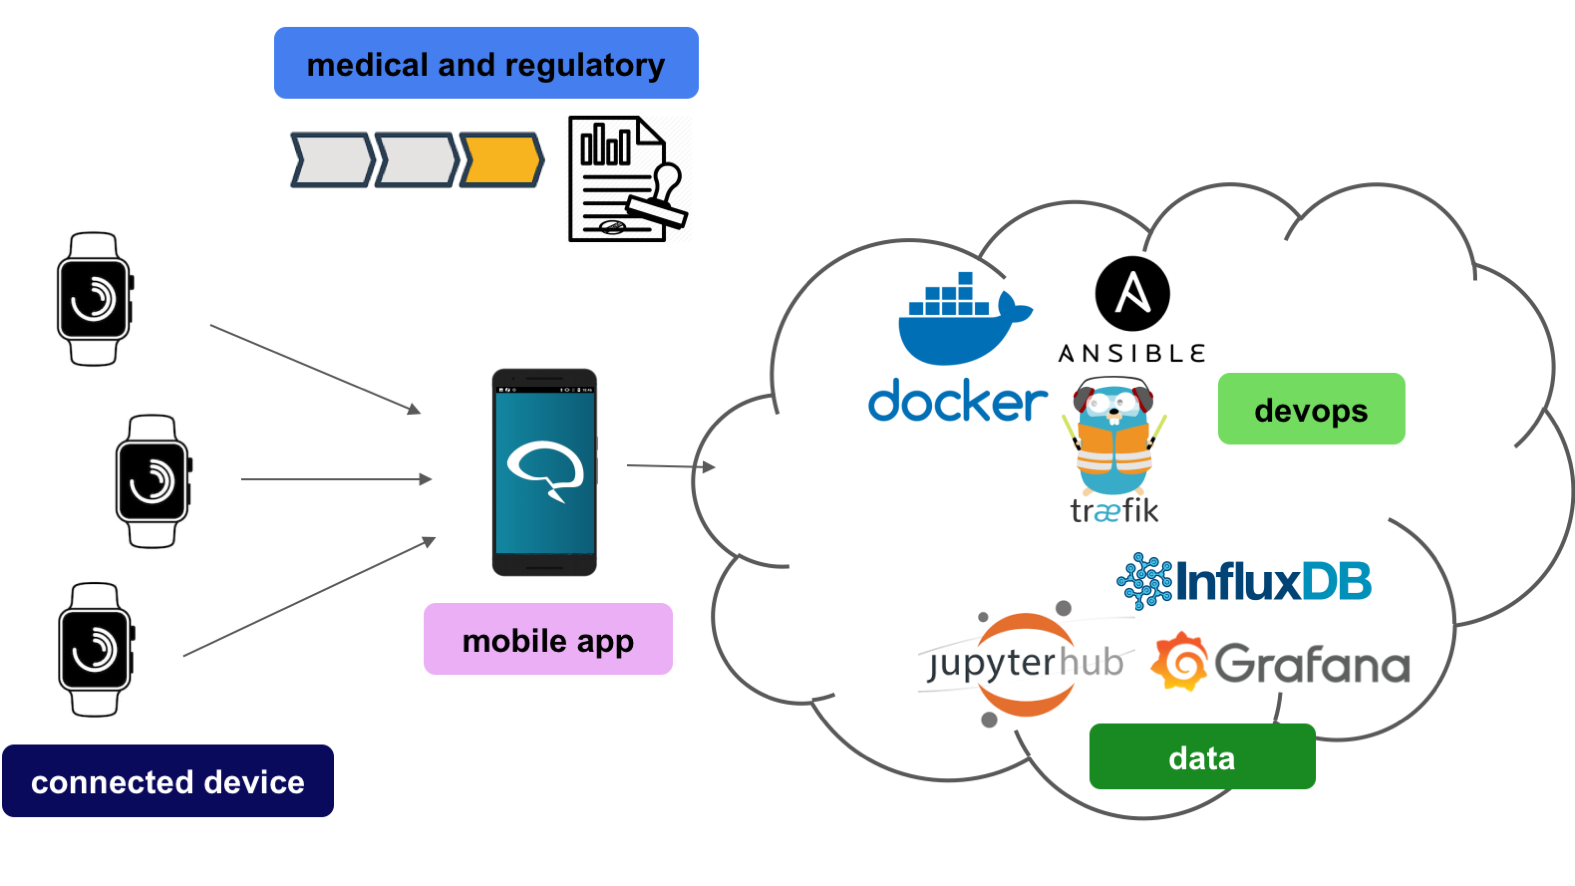 medical and regulatory
docker
ANSIBLE
devops
træfik
mobile app
InfluxDB
jupyterhub
Grafana
data
connected device